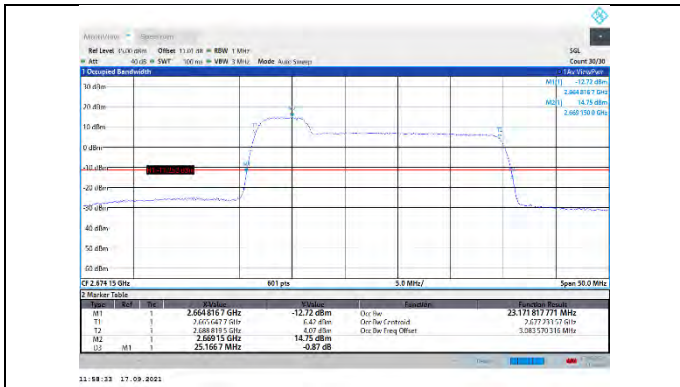 MultiView Spectrum
Ref Level 35.00 dBm Offset 13.01 dB RBW 1 MHz SGL
Att 40 dB SWT 100 ms VBW 3 MHz Mode Auto Sweep Count 30/30
1 Occupied Bandwidth 1Av ViewPwr
M1[1] -12.72 dBm
2.664 816 7 GHz
M2[1] 14.75 dBm
2.669 150 0 GHz
30 dBm
20 dBm
10 dBm
0 dBm
-10 dBm
-20 dBm
-30 dBm
-40 dBm
-50 dBm
-60 dBm
CF 2.674 15 GHz 601 pts 5.0 MHz/ Span 50.0 MHz
2 Marker Table
Type Ref Trc X-Value Y-Value Function Function Result
M1 1 2.664 816 7 GHz -12.72 dBm Occ Bw 23.171 817 771 MHz
T1 1 2.665 647 7 GHz 6.42 dBm Occ Bw Centroid 2.677 233 57 GHz
T2 1 2.688 819 5 GHz 4.07 dBm Occ Bw Freq Offset 3.083 570 316 MHz
M2 1 2.669 15 GHz 14.75 dBm
D3 M1 1 25.166 7 MHz -0.87 dB
11:58:33 17.09.2021